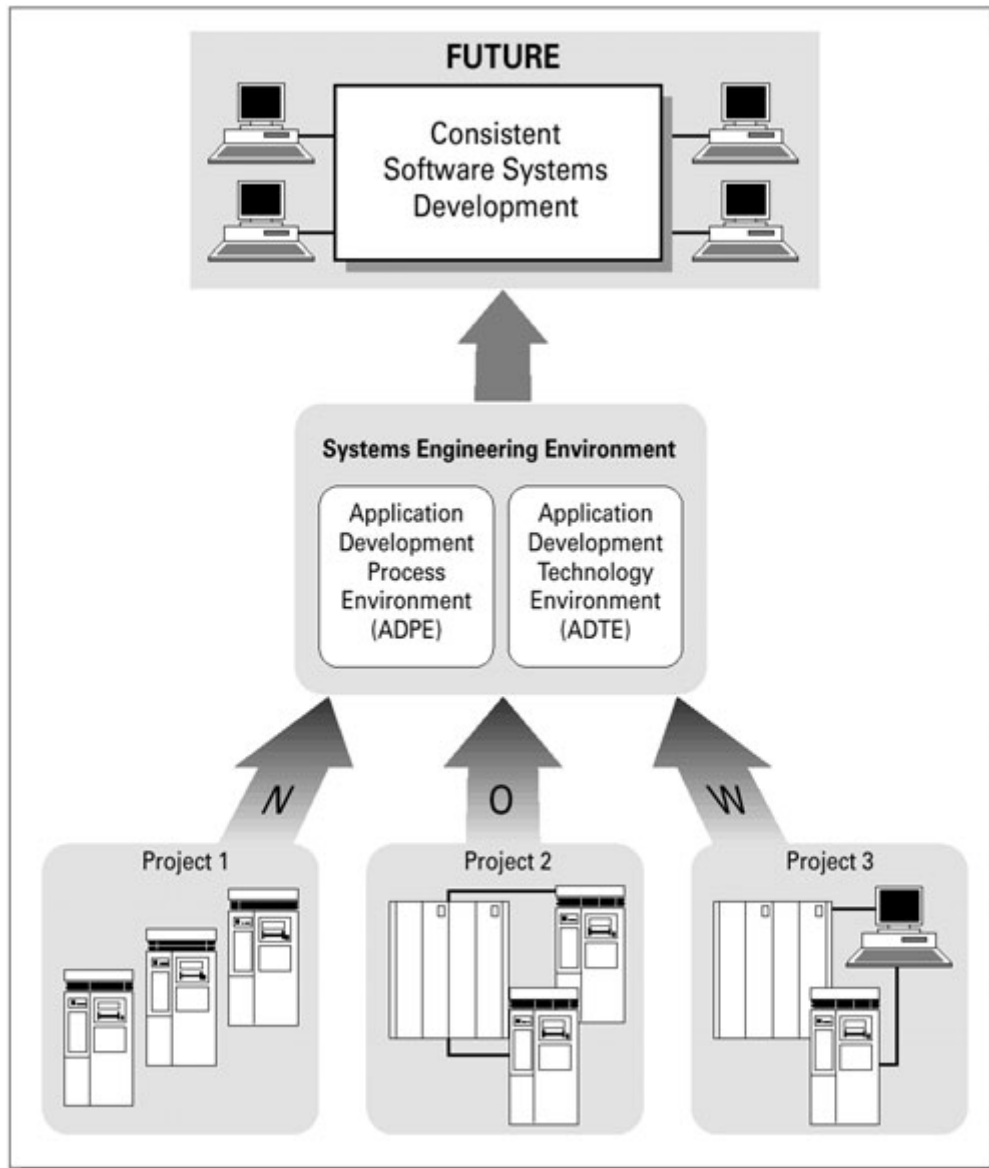 FUTURE
Consistent
Software Systems
Development
Systems Engineering Environment
Application
Development
Process
Environment
(ADPE)
Application
Development
Technology
Environment
(ADTE)
N O W
Project 1
Project 2
Project 3